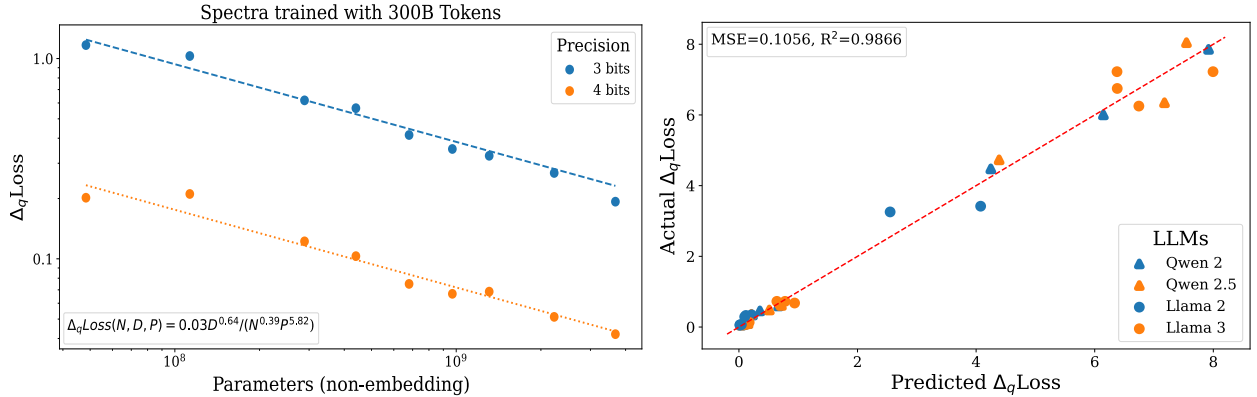 Spectra trained with 300B Tokens
Δ_qLoss
1.0
0.1
Precision
3 bits
4 bits
Δ_qLoss(N, D, P) = 0.03D^{0.64}/(N^{0.39}P^{5.82})
10^8
10^9
Parameters (non-embedding)
MSE=0.1056, R^2=0.9866
Actual Δ_qLoss
8
6
4
2
0
LLMs
Qwen 2
Qwen 2.5
Llama 2
Llama 3
0
2
4
6
8
Predicted Δ_qLoss